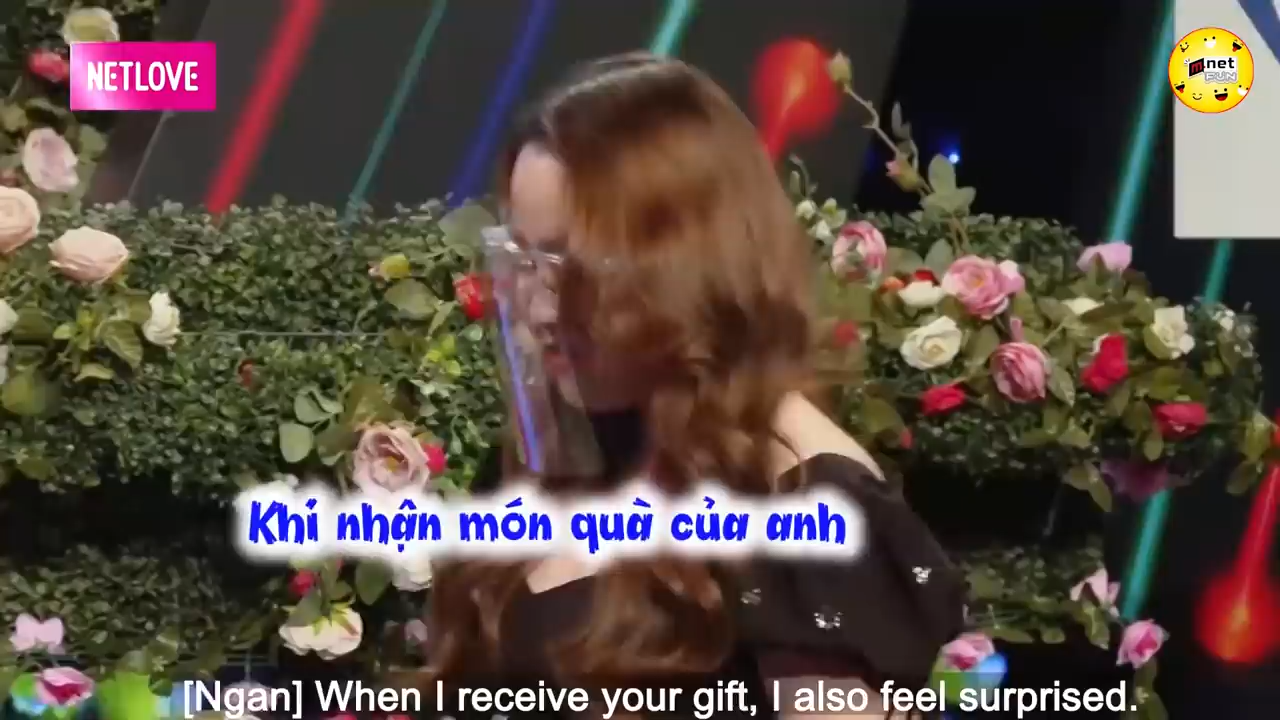 NETLOVE
m.net
FUN
Khi nhận món quà của anh
[Ngan] When I receive your gift, I also feel surprised.